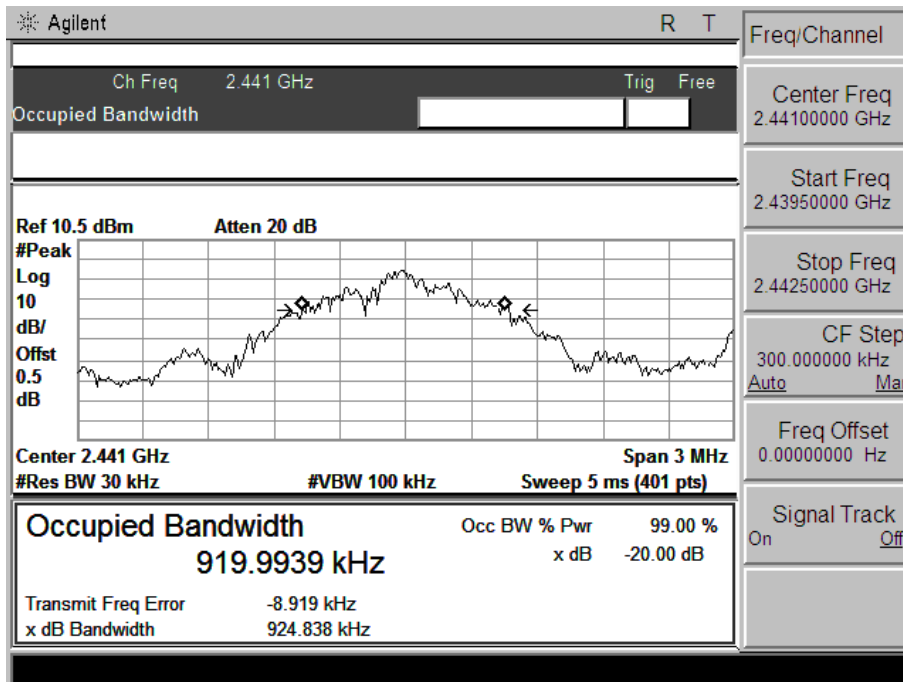 Agilent R T
Ch Freq 2.441 GHz Trig Free
Occupied Bandwidth
Ref 10.5 dBm Atten 20 dB
#Peak
Log
10
dB/
Offst
0.5
dB
Center 2.441 GHz Span 3 MHz
#Res BW 30 kHz #VBW 100 kHz Sweep 5 ms (401 pts)
Occupied Bandwidth Occ BW % Pwr 99.00 %
919.9939 kHz x dB -20.00 dB
Transmit Freq Error -8.919 kHz
x dB Bandwidth 924.838 kHz
Freq/Channel
Center Freq
2.44100000 GHz
Start Freq
2.43950000 GHz
Stop Freq
2.44250000 GHz
CF Step
300.000000 kHz
Auto Mar
Freq Offset
0.00000000 Hz
Signal Track
On Off